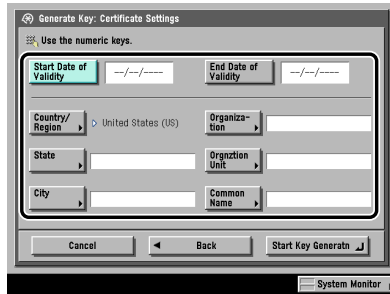 Generate Key: Certificate Settings
Use the numeric keys.
Start Date of
Validity
--/--/----
End Date of
Validity
--/--/----
Country/
Region
United States (US)
Organiza-
tion
State
Orgnztion
Unit
City
Common
Name
Cancel
Back
Start Key Generatn
System Monitor